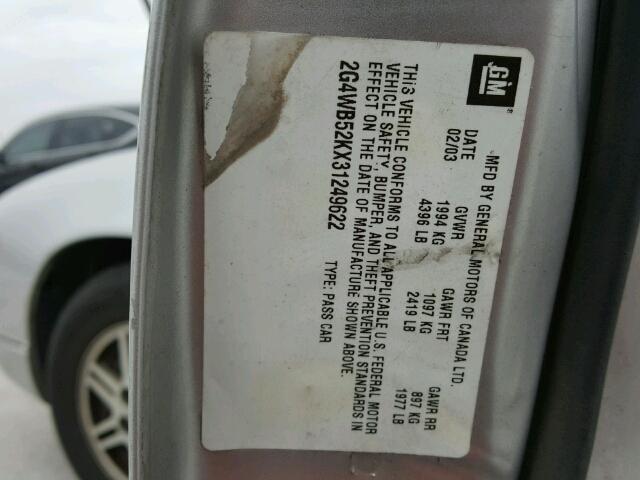 GM
MFD BY GENERAL MOTORS OF CANADA LTD.
DATE GVWR GAWR FRT GAWR RR
02/03 1994 KG 1097 KG 897 KG
4396 LB 2419 LB 1977 LB
THIS VEHICLE CONFORMS TO ALL APPLICABLE U.S. FEDERAL MOTOR
VEHICLE SAFETY, BUMPER, AND THEFT PREVENTION STANDARDS IN
EFFECT ON THE DATE OF MANUFACTURE SHOWN ABOVE.
2G4WB52KX31249622 TYPE: PASS CAR